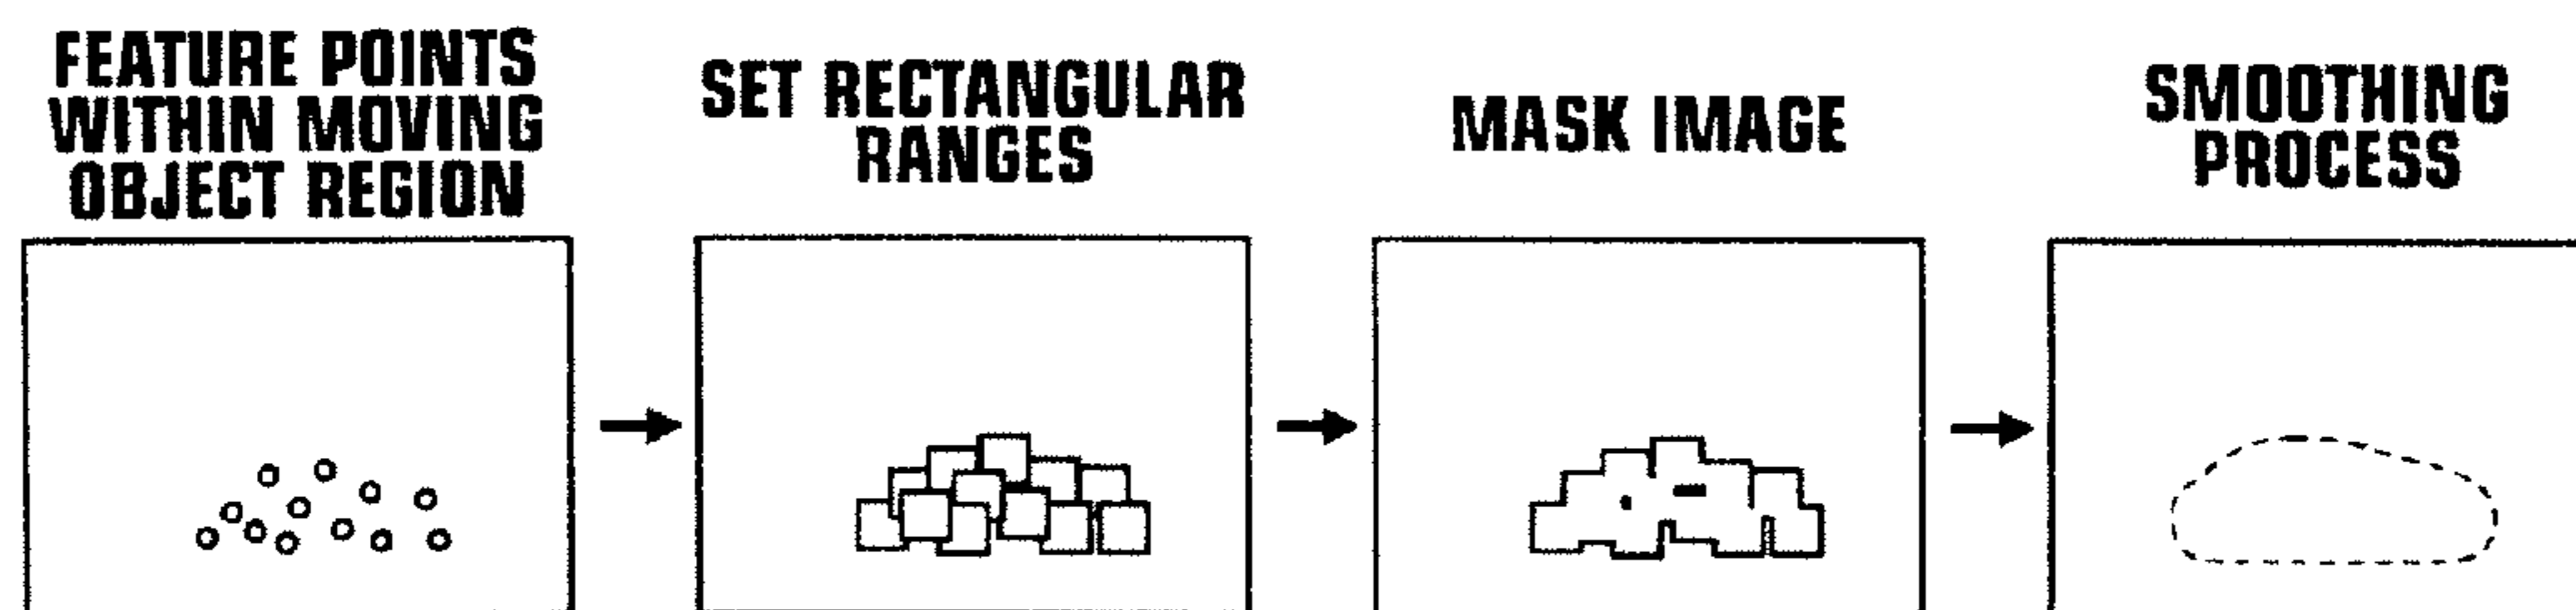 FEATURE POINTS
WITHIN MOVING
OBJECT REGION
SET RECTANGULAR
RANGES
MASK IMAGE
SMOOTHING
PROCESS